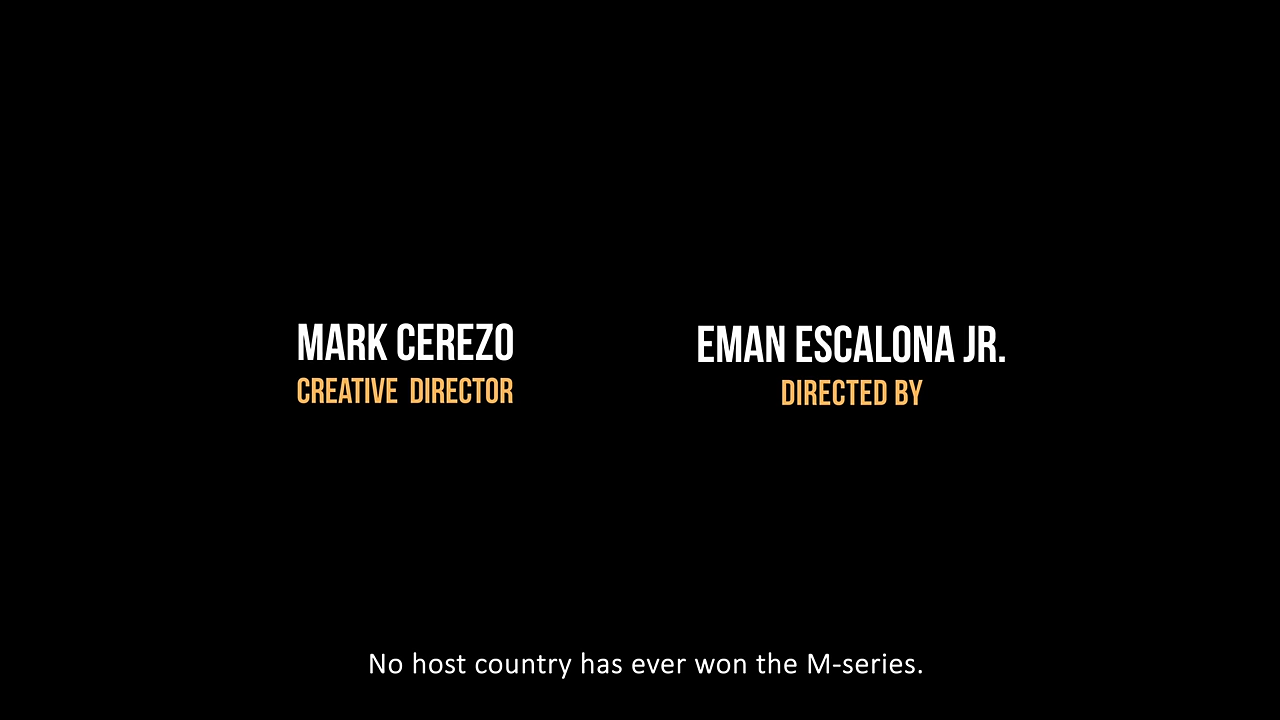 MARK CEREZO
CREATIVE DIRECTOR
EMAN ESCALONA JR.
DIRECTED BY
No host country has ever won the M-series.